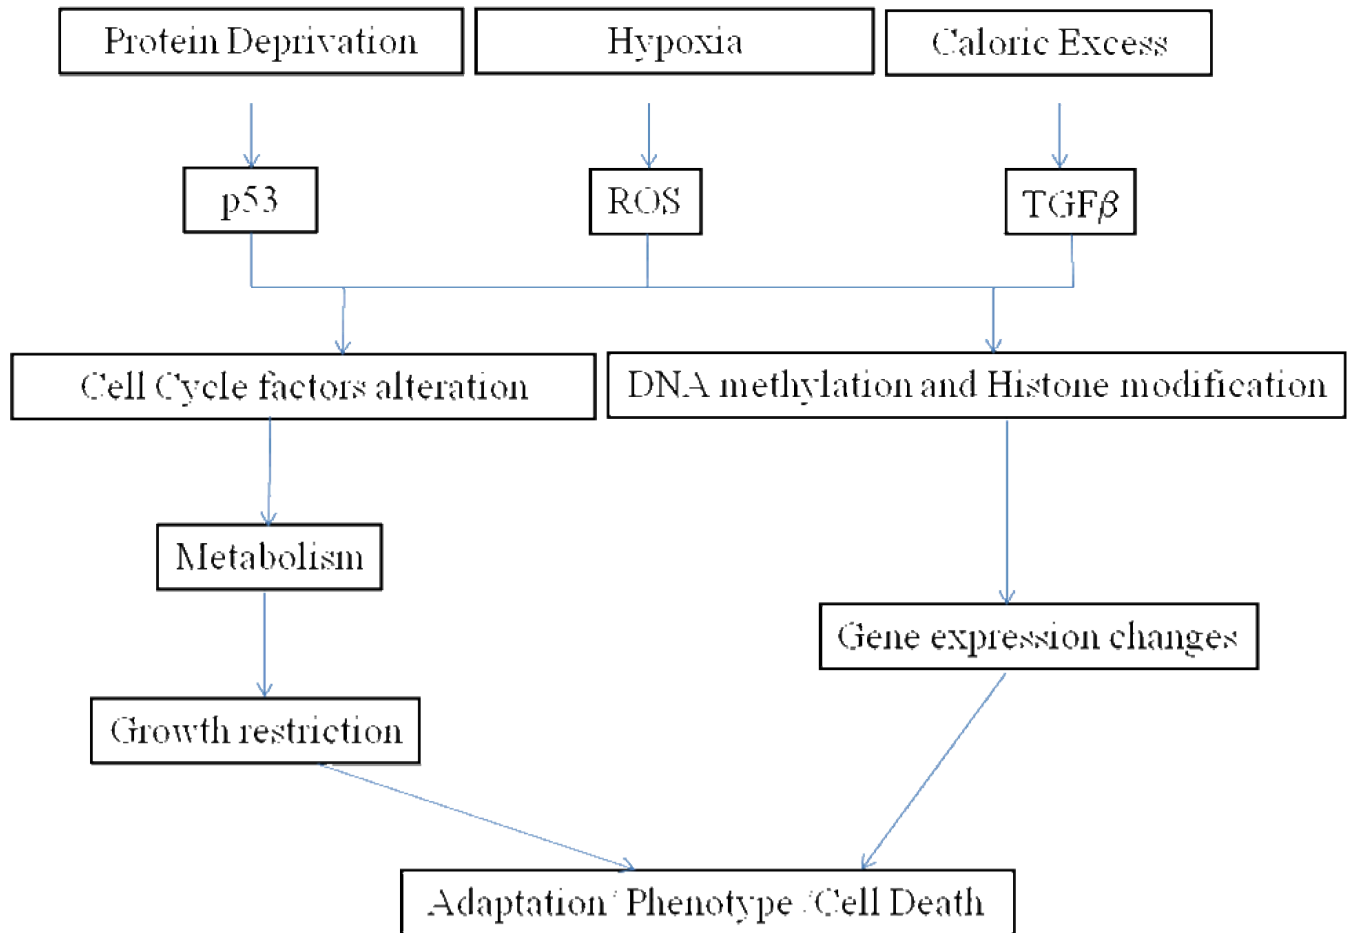 Protein Deprivation
Hypoxia
Caloric Excess
p53
ROS
TGFβ
Cell Cycle factors alteration
DNA methylation and Histone modification
Metabolism
Gene expression changes
Growth restriction
Adaptation/ Phenotype /Cell Death